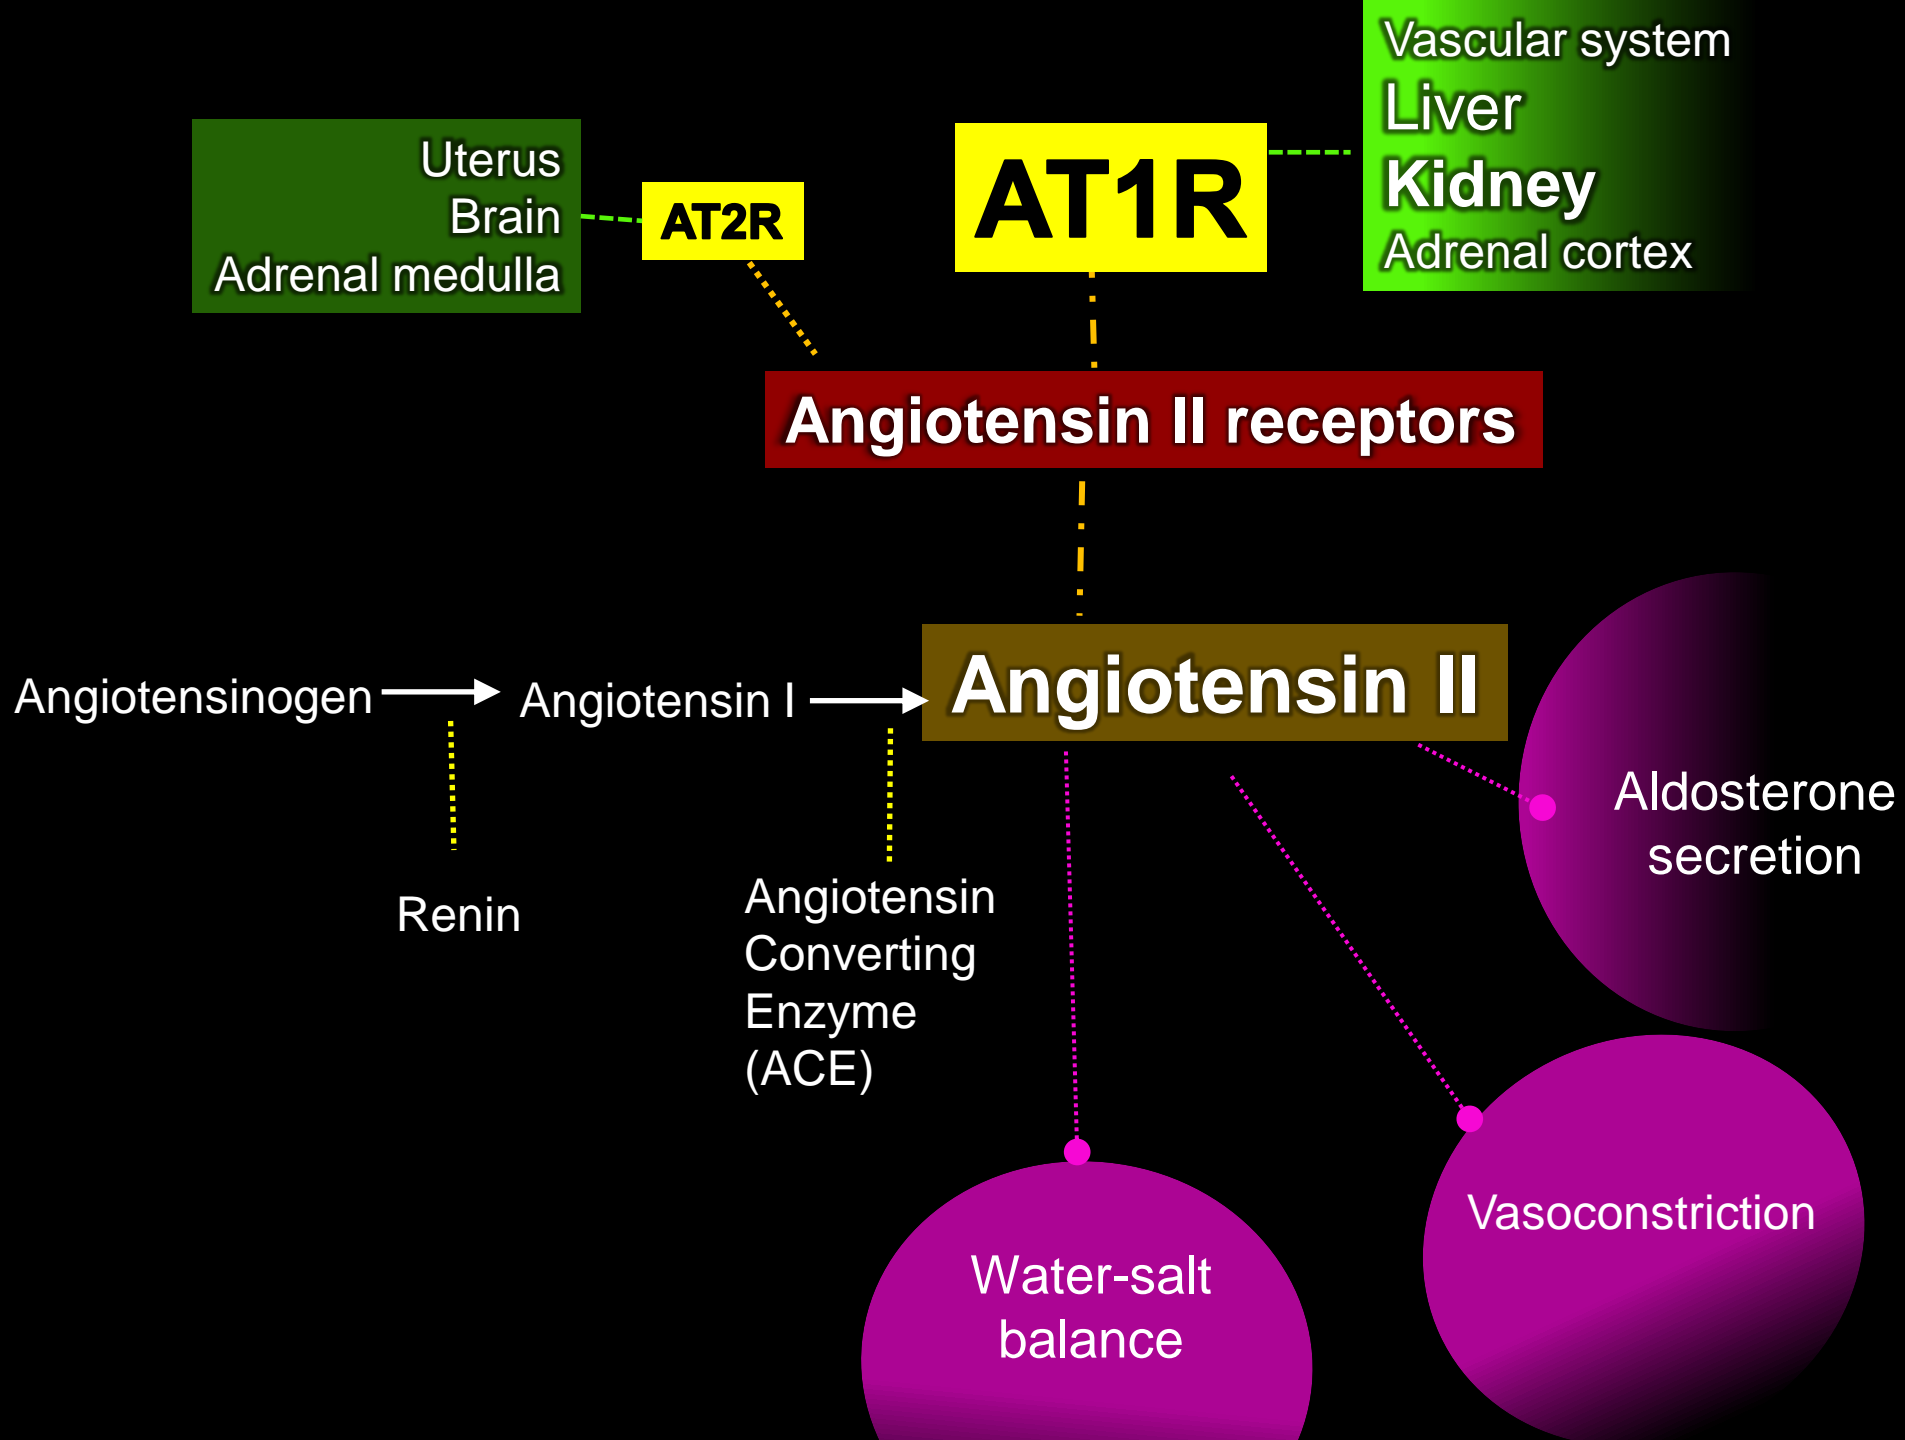 Vascular system
Liver
Kidney
Adrenal cortex
Uterus
Brain
Adrenal medulla
AT2R
AT1R
Angiotensin II receptors
Angiotensinogen
Angiotensin I
Angiotensin II
Renin
Angiotensin
Converting
Enzyme
(ACE)
Aldosterone
secretion
Vasoconstriction
Water-salt
balance